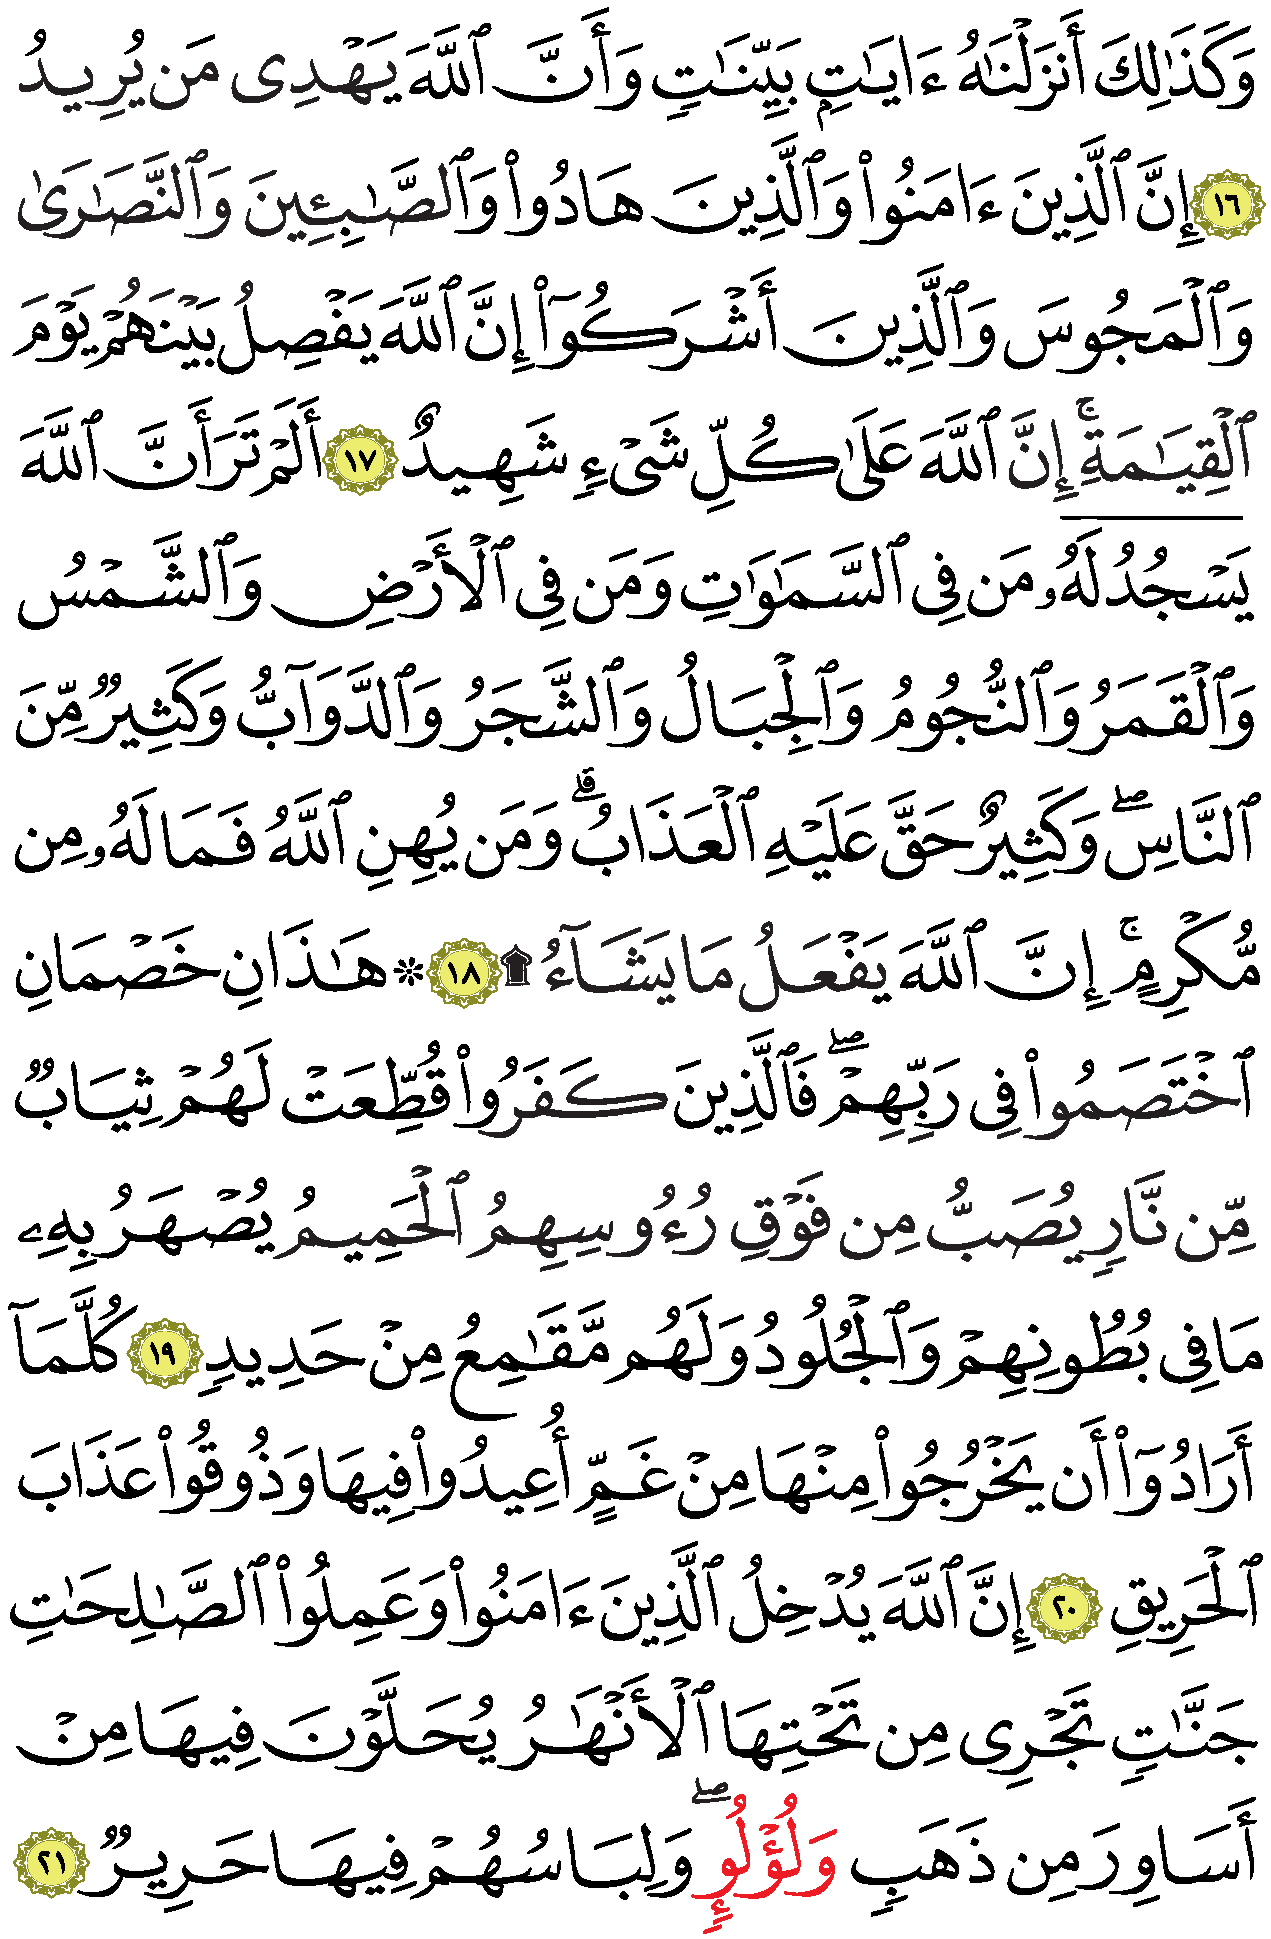 وَكَذَٰلِكَ أَنزَلۡنَٰهُ ءَايَٰتِۭ بَيِّنَٰتٖ وَأَنَّ ٱللَّهَ يَهۡدِي مَن يُرِيدُ
١٦ إِنَّ ٱلَّذِينَ ءَامَنُواْ وَٱلَّذِينَ هَادُواْ وَٱلصَّٰبِـِٔينَ وَٱلنَّصَٰرَىٰ
وَٱلۡمَجُوسَ وَٱلَّذِينَ أَشۡرَكُوٓاْ إِنَّ ٱللَّهَ يَفۡصِلُ بَيۡنَهُمۡ يَوۡمَ
ٱلۡقِيَٰمَةِۚ إِنَّ ٱللَّهَ عَلَىٰ كُلِّ شَيۡءٖ شَهِيدٌ ١٧ أَلَمۡ تَرَ أَنَّ ٱللَّهَ
يَسۡجُدُ لَهُۥ مَن فِي ٱلسَّمَٰوَٰتِ وَمَن فِي ٱلۡأَرۡضِ وَٱلشَّمۡسُ
وَٱلۡقَمَرُ وَٱلنُّجُومُ وَٱلۡجِبَالُ وَٱلشَّجَرُ وَٱلدَّوَآبُّ وَكَثِيرٞ مِّنَ
ٱلنَّاسِۖ وَكَثِيرٌ حَقَّ عَلَيۡهِ ٱلۡعَذَابُۗ وَمَن يُهِنِ ٱللَّهُ فَمَا لَهُۥ مِن
مُّكۡرِمٍۚ إِنَّ ٱللَّهَ يَفۡعَلُ مَا يَشَآءُ ۩ ١٨ ۞ هَٰذَانِ خَصۡمَانِ
ٱخۡتَصَمُواْ فِي رَبِّهِمۡۖ فَٱلَّذِينَ كَفَرُواْ قُطِّعَتۡ لَهُمۡ ثِيَابٞ
مِّن نَّارٖ يُصَبُّ مِن فَوۡقِ رُءُوسِهِمُ ٱلۡحَمِيمُ يُصۡهَرُ بِهِۦ
مَا فِي بُطُونِهِمۡ وَٱلۡجُلُودُ وَلَهُم مَّقَٰمِعُ مِنۡ حَدِيدٖ ١٩ كُلَّمَآ
أَرَادُوٓاْ أَن يَخۡرُجُواْ مِنۡهَا مِنۡ غَمٍّ أُعِيدُواْ فِيهَا وَذُوقُواْ عَذَابَ
ٱلۡحَرِيقِ ٢٠ إِنَّ ٱللَّهَ يُدۡخِلُ ٱلَّذِينَ ءَامَنُواْ وَعَمِلُواْ ٱلصَّٰلِحَٰتِ
جَنَّٰتٖ تَجۡرِي مِن تَحۡتِهَا ٱلۡأَنۡهَٰرُ يُحَلَّوۡنَ فِيهَا مِنۡ
أَسَاوِرَ مِن ذَهَبٖ وَلُؤۡلُوٕٖۖ وَلِبَاسُهُمۡ فِيهَا حَرِيرٞ ٢١